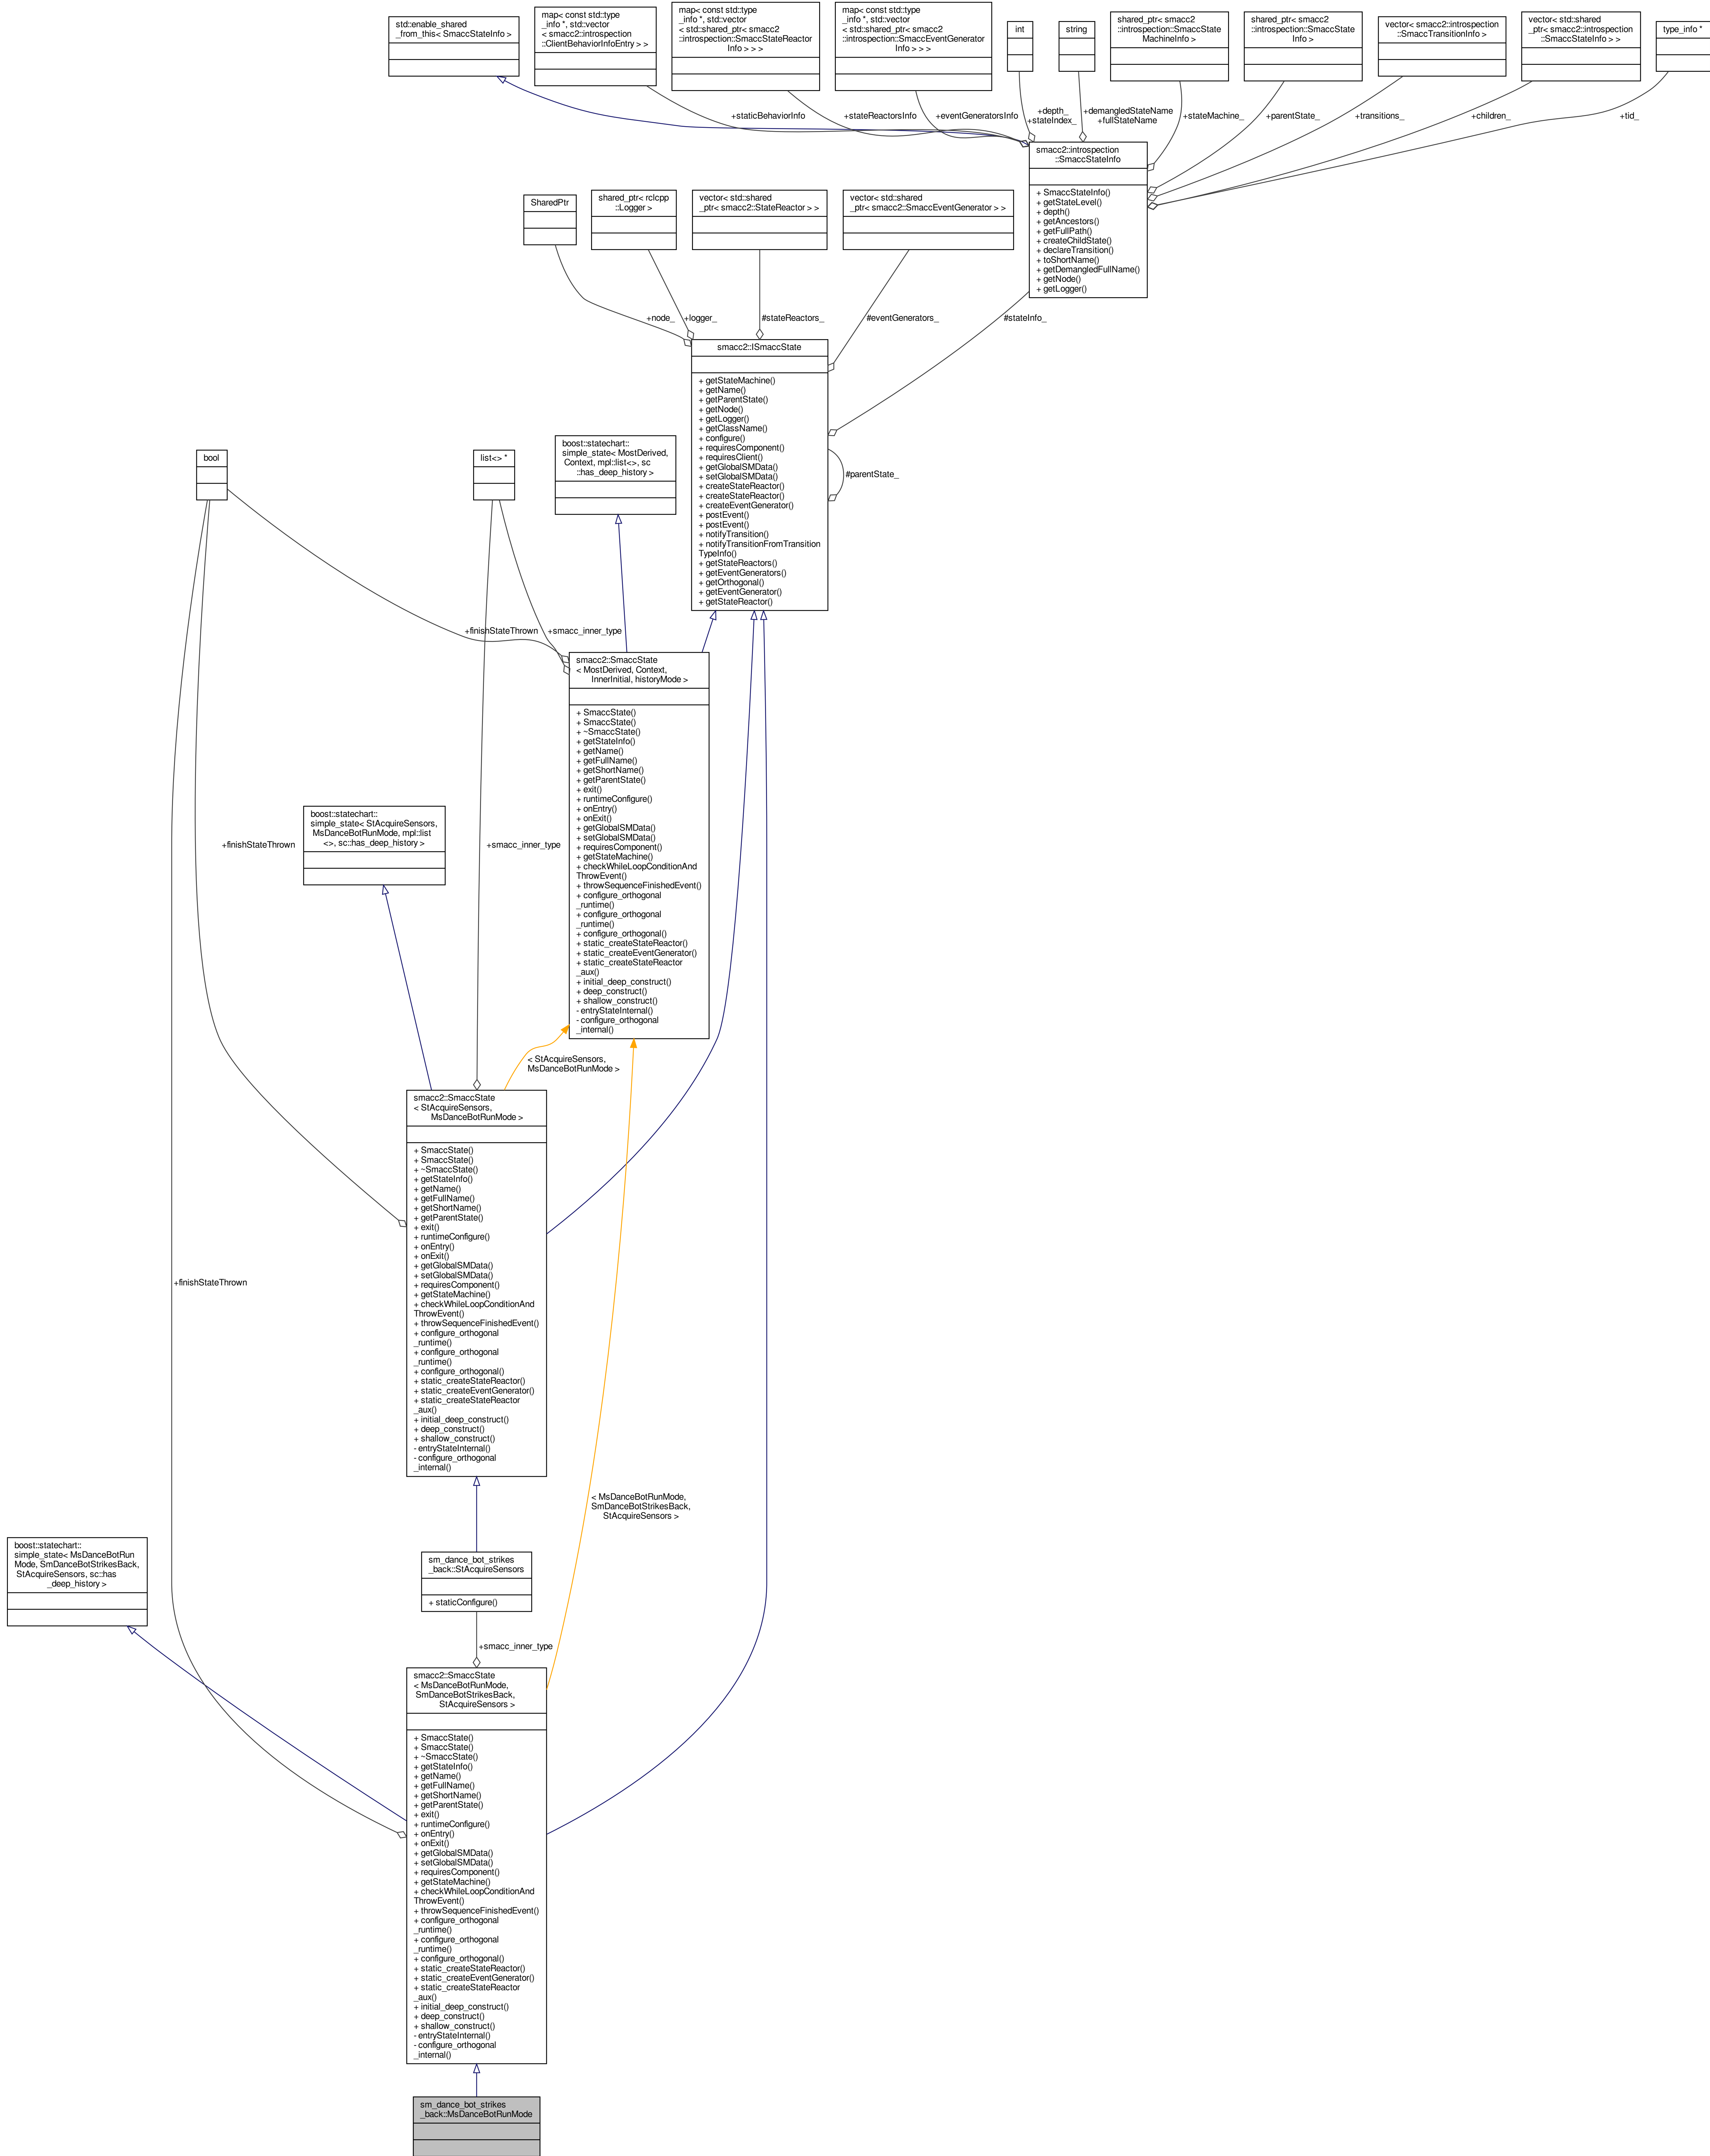 std::enable_shared
_from_this< SmaccStateInfo >
map< const std::type
_info *, std::vector
< smacc2::introspection
::ClientBehaviorInfoEntry > >
map< const std::type
_info *, std::vector
< std::shared_ptr< smacc2
::introspection::SmaccStateReactor
Info > > >
map< const std::type
_info *, std::vector
< std::shared_ptr< smacc2
::introspection::SmaccEventGenerator
Info > > >
int
string
shared_ptr< smacc2
::introspection::SmaccState
MachineInfo >
shared_ptr< smacc2
::introspection::SmaccState
Info >
vector< smacc2::introspection
::SmaccTransitionInfo >
vector< std::shared
_ptr< smacc2::introspection
::SmaccStateInfo > >
type_info *
+staticBehaviorInfo
+stateReactorsInfo
+eventGeneratorsInfo
+depth_
+stateIndex_
+demangledStateName
+fullStateName
+stateMachine_
+parentState_
+transitions_
+children_
+tid_
smacc2::introspection
::SmaccStateInfo
+ SmaccStateInfo()
+ getStateLevel()
+ depth()
+ getAncestors()
+ getFullPath()
+ createChildState()
+ declareTransition()
+ toShortName()
+ getDemangledFullName()
+ getNode()
+ getLogger()
SharedPtr
shared_ptr< rclcpp
::Logger >
vector< std::shared
_ptr< smacc2::StateReactor > >
vector< std::shared
_ptr< smacc2::SmaccEventGenerator > >
+node_
+logger_
#stateReactors_
#eventGenerators_
#stateInfo_
smacc2::ISmaccState
+ getStateMachine()
+ getName()
+ getParentState()
+ getNode()
+ getLogger()
+ getClassName()
+ configure()
+ requiresComponent()
+ requiresClient()
+ getGlobalSMData()
+ setGlobalSMData()
+ createStateReactor()
+ createStateReactor()
+ createEventGenerator()
+ postEvent()
+ postEvent()
+ notifyTransition()
+ notifyTransitionFromTransition
TypeInfo()
+ getStateReactors()
+ getEventGenerators()
+ getOrthogonal()
+ getEventGenerator()
+ getStateReactor()
#parentState_
bool
list<> *
boost::statechart::
simple_state< MostDerived,
Context, mpl::list<>, sc
::has_deep_history >
+finishStateThrown
+smacc_inner_type
smacc2::SmaccState
< MostDerived, Context,
InnerInitial, historyMode >
+ SmaccState()
+ SmaccState()
+ ~SmaccState()
+ getStateInfo()
+ getName()
+ getFullName()
+ getShortName()
+ getParentState()
+ exit()
+ runtimeConfigure()
+ onEntry()
+ onExit()
+ getGlobalSMData()
+ setGlobalSMData()
+ requiresComponent()
+ getStateMachine()
+ checkWhileLoopConditionAnd
ThrowEvent()
+ throwSequenceFinishedEvent()
+ configure_orthogonal
_runtime()
+ configure_orthogonal
_runtime()
+ configure_orthogonal()
+ static_createStateReactor()
+ static_createEventGenerator()
+ static_createStateReactor
_aux()
+ initial_deep_construct()
+ deep_construct()
+ shallow_construct()
- entryStateInternal()
- configure_orthogonal
_internal()
boost::statechart::
simple_state< StAcquireSensors,
MsDanceBotRunMode, mpl::list
<>, sc::has_deep_history >
+finishStateThrown
+smacc_inner_type
< StAcquireSensors,
MsDanceBotRunMode >
smacc2::SmaccState
< StAcquireSensors,
MsDanceBotRunMode >
+ SmaccState()
+ SmaccState()
+ ~SmaccState()
+ getStateInfo()
+ getName()
+ getFullName()
+ getShortName()
+ getParentState()
+ exit()
+ runtimeConfigure()
+ onEntry()
+ onExit()
+ getGlobalSMData()
+ setGlobalSMData()
+ requiresComponent()
+ getStateMachine()
+ checkWhileLoopConditionAnd
ThrowEvent()
+ throwSequenceFinishedEvent()
+ configure_orthogonal
_runtime()
+ configure_orthogonal
_runtime()
+ configure_orthogonal()
+ static_createStateReactor()
+ static_createEventGenerator()
+ static_createStateReactor
_aux()
+ initial_deep_construct()
+ deep_construct()
+ shallow_construct()
- entryStateInternal()
- configure_orthogonal
_internal()
+finishStateThrown
< MsDanceBotRunMode,
SmDanceBotStrikesBack,
StAcquireSensors >
boost::statechart::
simple_state< MsDanceBotRun
Mode, SmDanceBotStrikesBack,
StAcquireSensors, sc::has
_deep_history >
sm_dance_bot_strikes
_back::StAcquireSensors
+ staticConfigure()
+smacc_inner_type
smacc2::SmaccState
< MsDanceBotRunMode,
SmDanceBotStrikesBack,
StAcquireSensors >
+ SmaccState()
+ SmaccState()
+ ~SmaccState()
+ getStateInfo()
+ getName()
+ getFullName()
+ getShortName()
+ getParentState()
+ exit()
+ runtimeConfigure()
+ onEntry()
+ onExit()
+ getGlobalSMData()
+ setGlobalSMData()
+ requiresComponent()
+ getStateMachine()
+ checkWhileLoopConditionAnd
ThrowEvent()
+ throwSequenceFinishedEvent()
+ configure_orthogonal
_runtime()
+ configure_orthogonal
_runtime()
+ configure_orthogonal()
+ static_createStateReactor()
+ static_createEventGenerator()
+ static_createStateReactor
_aux()
+ initial_deep_construct()
+ deep_construct()
+ shallow_construct()
- entryStateInternal()
- configure_orthogonal
_internal()
sm_dance_bot_strikes
_back::MsDanceBotRunMode